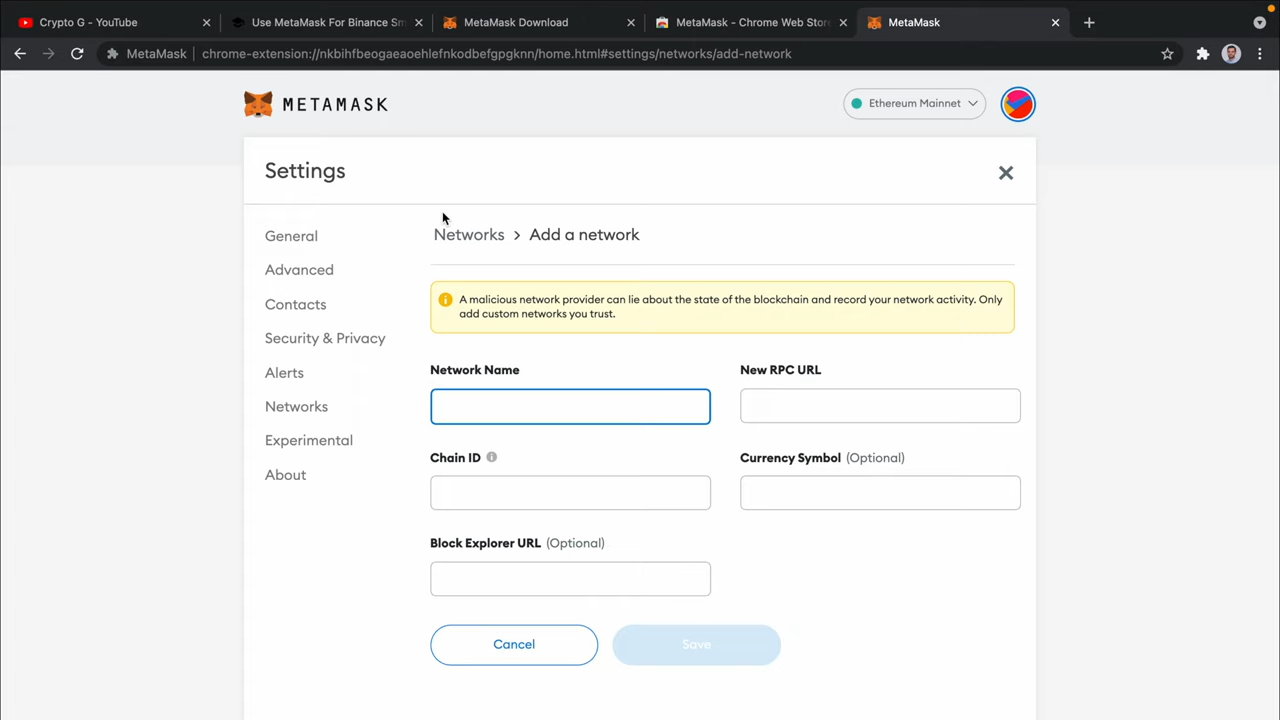 Crypto G - YouTube
Use MetaMask For Binance Sm
MetaMask Download
MetaMask - Chrome Web Stor
MetaMask
MetaMask
chrome-extension://nkbihfbeogaeaoehlefnkodbefgpgknn/home.html#settings/networks/add-network
METAMASK
Ethereum Mainnet
Settings
General
Advanced
Contacts
Security & Privacy
Alerts
Networks
Experimental
About
Networks > Add a network
A malicious network provider can lie about the state of the blockchain and record your network activity. Only
add custom networks you trust.
Network Name
New RPC URL
Chain ID
Currency Symbol (Optional)
Block Explorer URL (Optional)
Cancel
Save